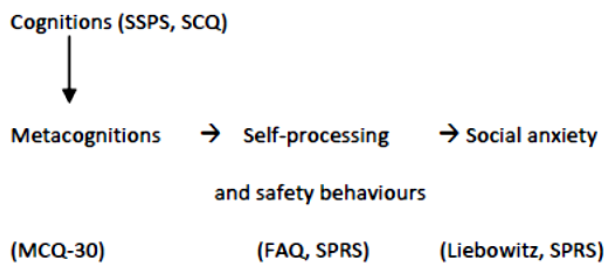 Cognitions (SSPS, SCQ)
Metacognitions → Self-processing → Social anxiety
and safety behaviours
(MCQ-30) (FAQ, SPRS) (Liebowitz, SPRS)